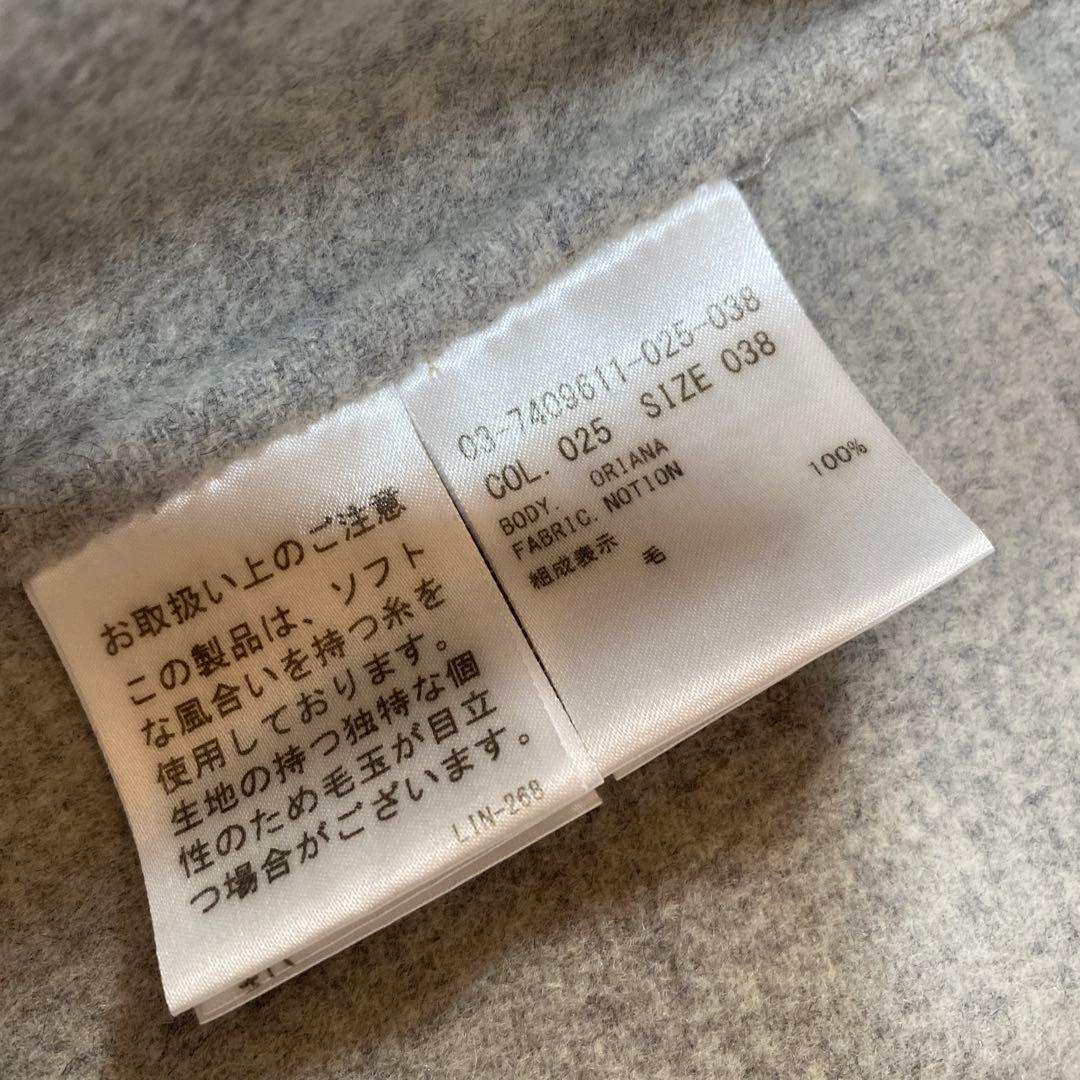 お取扱い上のご注意
この製品は、ソフト
な風合いを持つ糸を
使用しております。
生地の持つ独特な個
性のため毛玉が目立
つ場合がございます。
LIN-268
03-7409611-025-038
COL. 025 SIZE 038
BODY. ORIANA
FABRIC. NOTION
組成表示 毛 100%